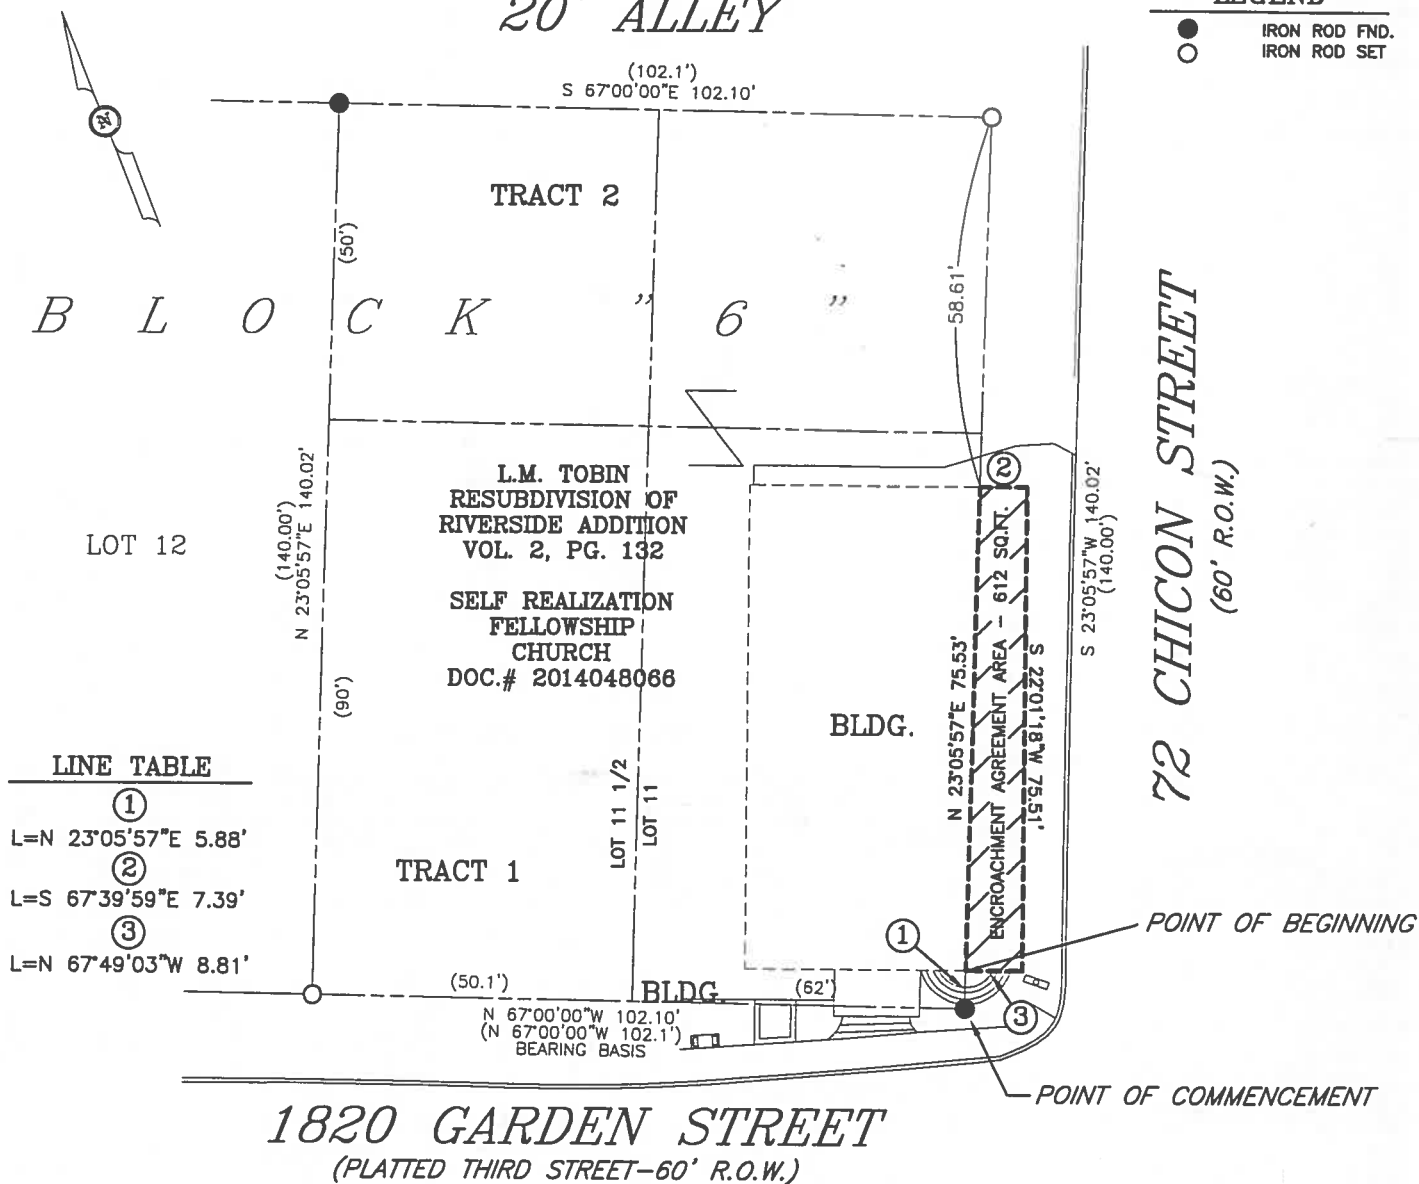 20' ALLEY
LEGEND
IRON ROD FND.
IRON ROD SET
(102.1')
S 67°00'00"E 102.10'
N
TRACT 2
(50')
58.61'
BLOCK "6"
72 CHICON STREET
(60' R.O.W.)
L.M. TOBIN
RESUBDIVISION OF
RIVERSIDE ADDITION
VOL. 2, PG. 132
SELF REALIZATION
FELLOWSHIP
CHURCH
DOC.# 2014048066
LOT 12
(140.00')
N 23°05'57"E 140.02'
(90')
2
S 23°05'57"W 140.02'
(140.00')
N 23°05'57"E 75.53'
ENCROACHMENT AGREEMENT AREA - 612 SQ.FT.
S 22°01'18"W 75.51'
BLDG.
LOT 11 1/2
LOT 11
TRACT 1
LINE TABLE
1
L=N 23°05'57"E 5.88'
2
L=S 67°39'59"E 7.39'
3
L=N 67°49'03"W 8.81'
1
POINT OF BEGINNING
(50.1')
BLDG.
(62')
3
N 67°00'00"W 102.10'
(N 67°00'00"W 102.1')
BEARING BASIS
POINT OF COMMENCEMENT
1820 GARDEN STREET
(PLATTED THIRD STREET-60' R.O.W.)